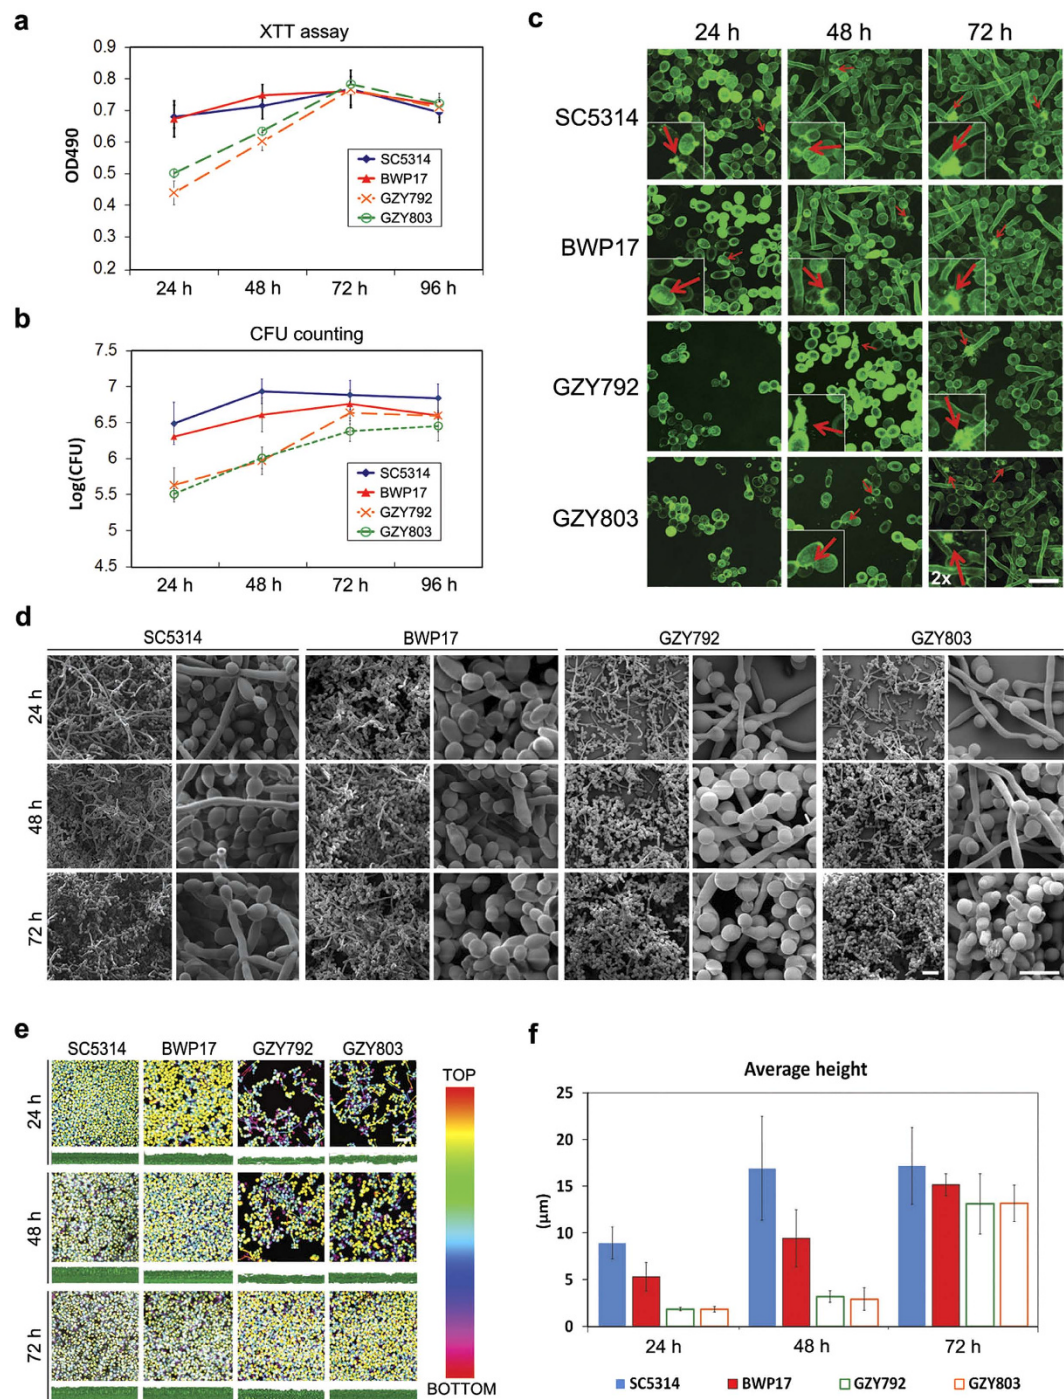 a
XTT assay
OD490
0.9
0.8
0.7
0.6
0.5
0.4
0.3
0.2
SC5314
BWP17
GZY792
GZY803
24 h
48 h
72 h
96 h
b
CFU counting
Log(CFU)
7.5
7
6.5
6
5.5
5
4.5
SC5314
BWP17
GZY792
GZY803
24 h
48 h
72 h
96 h
c
24 h
48 h
72 h
SC5314
BWP17
GZY792
GZY803
2x
d
SC5314
BWP17
GZY792
GZY803
24 h
48 h
72 h
e
SC5314
BWP17
GZY792
GZY803
24 h
48 h
72 h
TOP
BOTTOM
f
Average height
(μm)
25
20
15
10
5
0
24 h
48 h
72 h
SC5314
BWP17
GZY792
GZY803